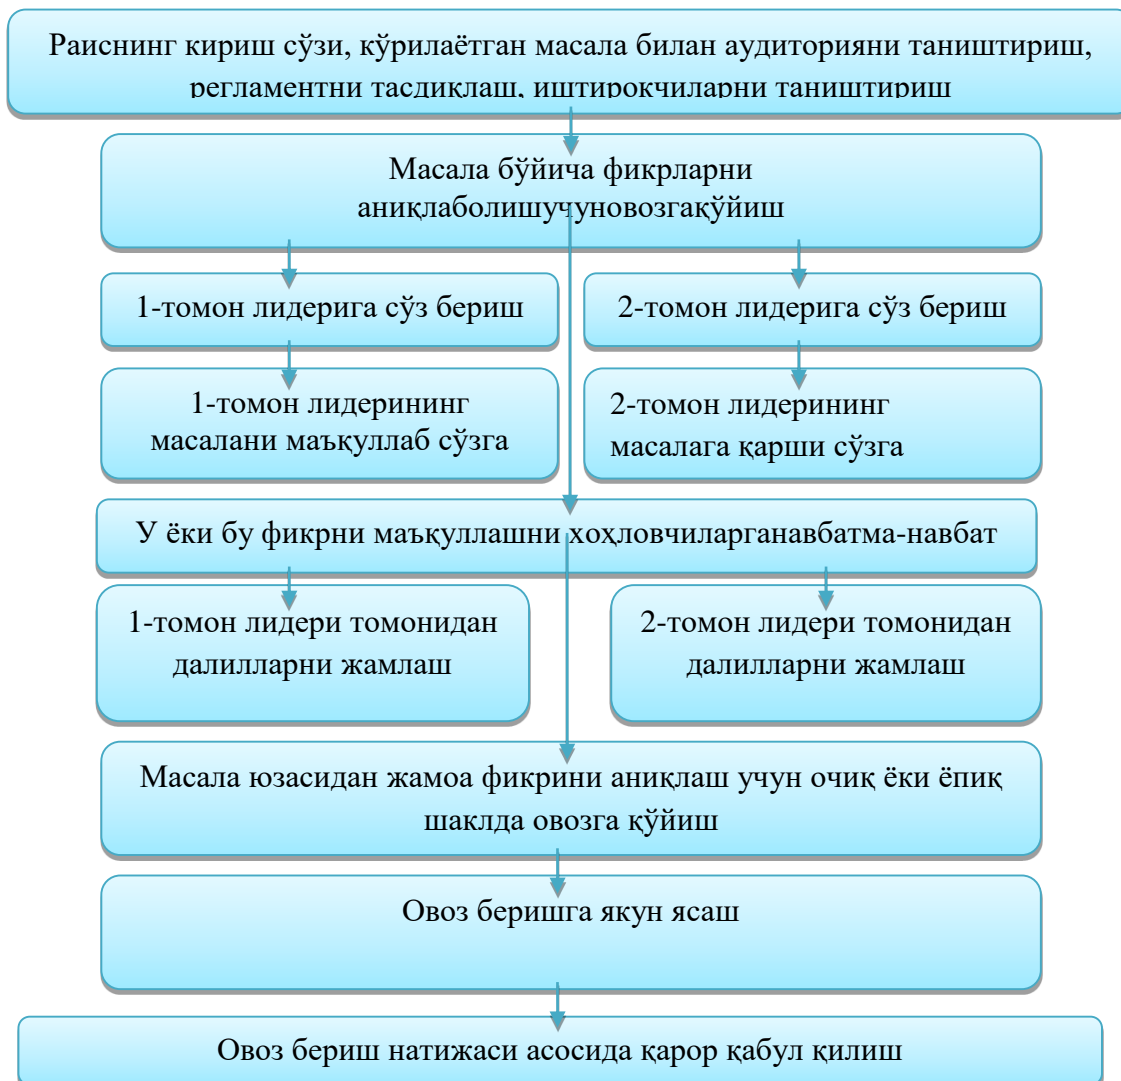 Раиснинг кириш сўзи, кўрилаётган масала билан аудиторияни таништириш,
регламентни тасдиқлаш, иштирокчиларни таништириш
Масала бўйича фикрларни
аниқлаболишучуновозгақўйиш
1-томон лидерига сўз бериш
2-томон лидерига сўз бериш
1-томон лидерининг
масалани маъқуллаб сўзга
2-томон лидерининг
масалага қарши сўзга
У ёки бу фикрни маъқуллашни хоҳловчиларганавбатма-навбат
1-томон лидери томонидан
далилларни жамлаш
2-томон лидери томонидан
далилларни жамлаш
Масала юзасидан жамоа фикрини аниқлаш учун очиқ ёки ёпиқ
шаклда овозга қўйиш
Овоз беришга якун ясаш
Овоз бериш натижаси асосида қарор қабул қилиш